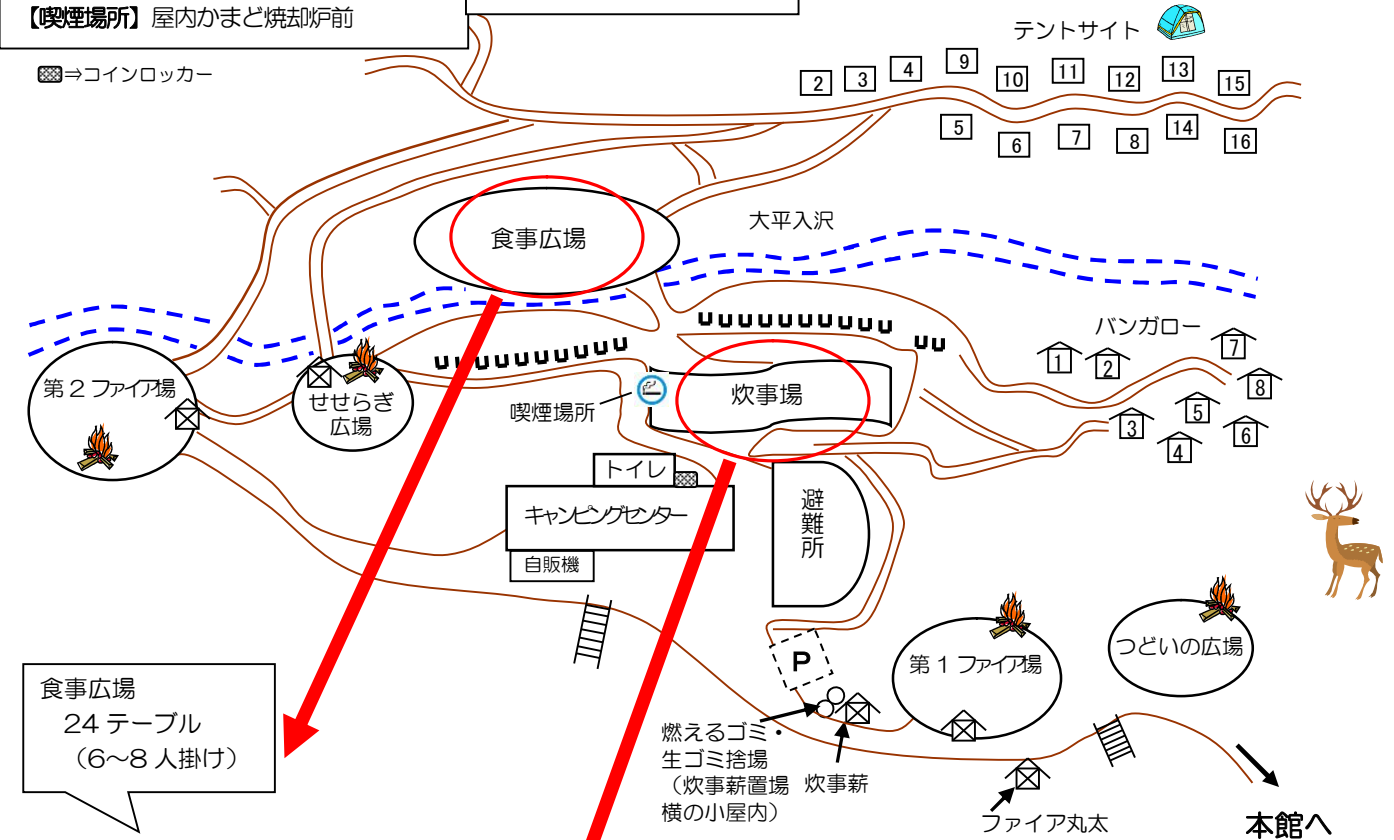 【喫煙場所】屋内かまど焼却炉前
⇒コインロッカー
テントサイト
2
3
4
9
10
11
12
13
15
5
6
7
8
14
16
食事広場
大平入沢
バンガロー
1
2
7
8
3
5
4
6
第2ファイア場
せせらぎ
広場
喫煙場所
炊事場
トイレ
キャンピングセンター
自販機
避難所
P
第1ファイア場
つどいの広場
食事広場
24テーブル
（6～8人掛け）
燃えるゴミ・
生ゴミ捨場
（炊事薪置場
横の小屋内）
炊事薪
ファイア丸太
本館へ